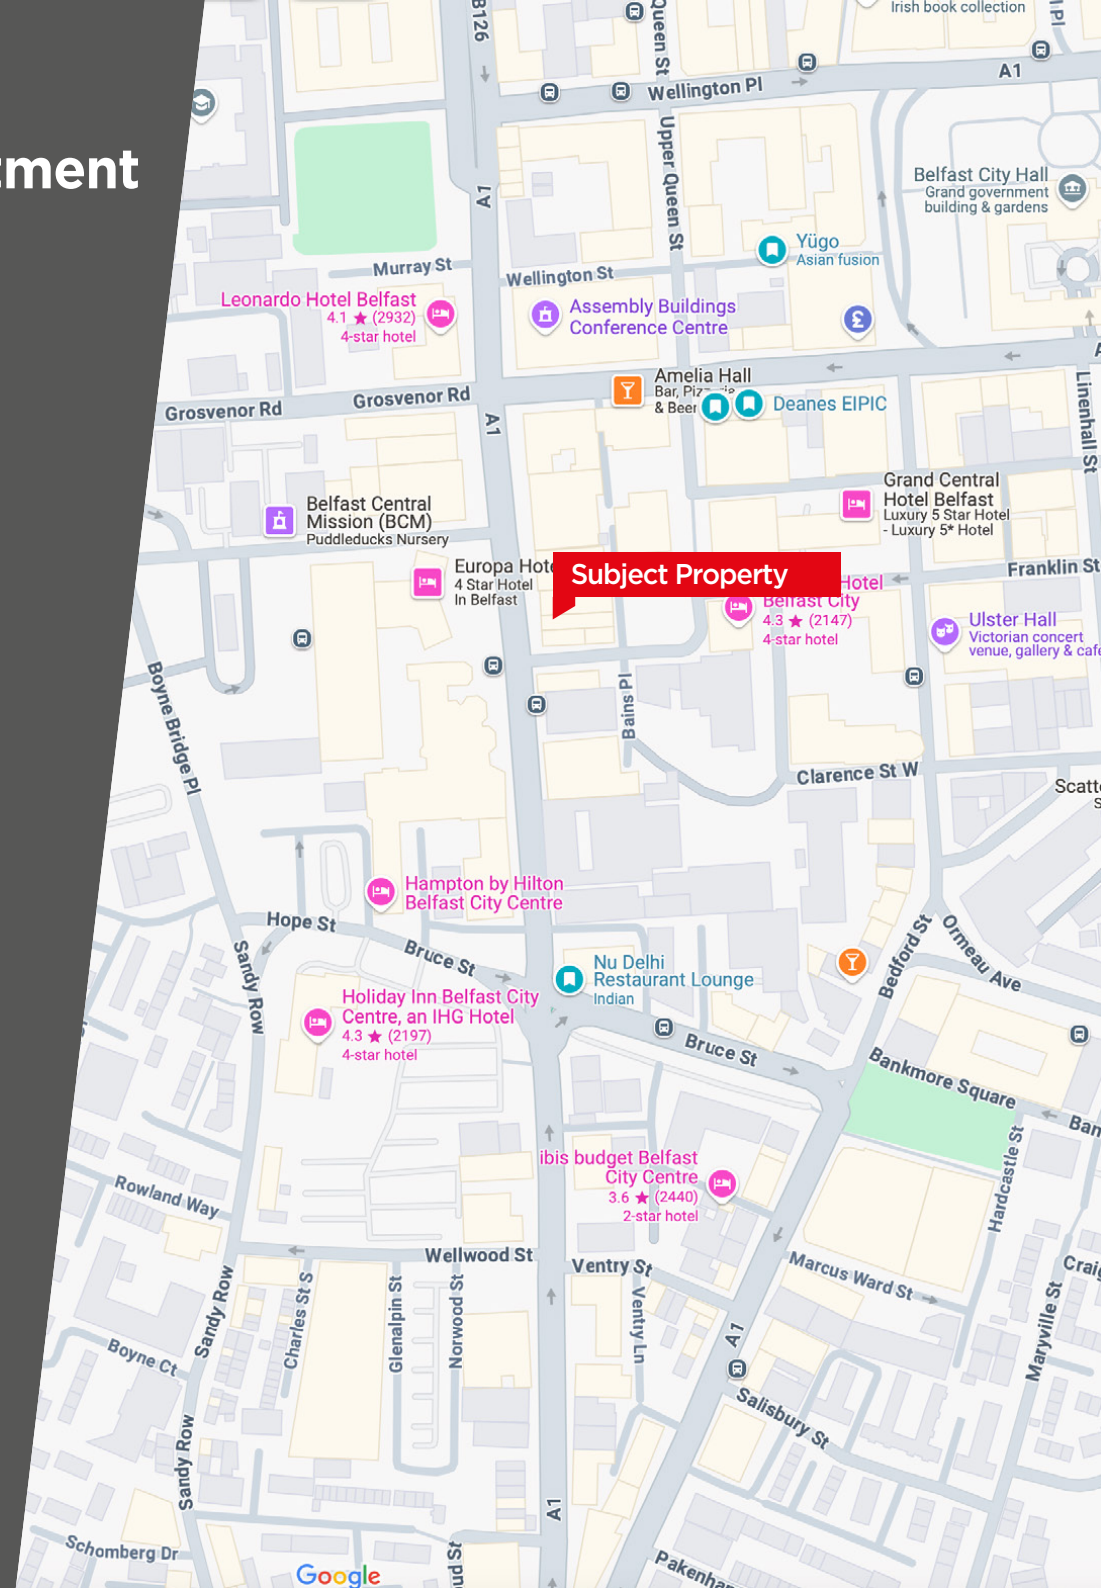 tment
Irish book collection
B126
Queen St
Wellington Pl
A1
Upper Queen St
A1
Belfast City Hall
Grand government
building & gardens
Yügo
Asian fusion
Murray St
Wellington St
Leonardo Hotel Belfast
4.1 ★ (2932)
4-star hotel
Assembly Buildings
Conference Centre
£
Amelia Hall
& Beer
Deanes EIPIC
Linenhall St
Grosvenor Rd
Grosvenor Rd
A1
Grand Central
Hotel Belfast
Luxury 5 Star Hotel
- Luxury 5* Hotel
Belfast Central
Mission (BCM)
Puddleducks Nursery
Europa Hote
4 Star Hotel
In Belfast
Subject Property
Hotel
Belfast City
4.3 ★ (2147)
4-star hotel
Franklin St
Ulster Hall
Victorian concert
venue, gallery & cafe
Boyne Bridge Pl
Bains Pl
Clarence St W
Scatt
S
Hampton by Hilton
Belfast City Centre
Hope St
Bruce St
Sandy Row
Bedford St
Ormeau Ave
Nu Delhi
Restaurant Lounge
Indian
Holiday Inn Belfast City
Centre, an IHG Hotel
4.3 ★ (2197)
4-star hotel
Bruce St
Bankmore Square
Ban
Hardcastle St
ibis budget Belfast
City Centre
3.6 ★ (2440)
2-star hotel
Rowland Way
Wellwood St
Ventry St
Marcus Ward St
Craig
Sandy Row
Charles St S
Glenalpin St
Norwood St
Ventry Ln
A1
Maryville St
Boyne Ct
Salisbury St
Sandy Row
A1
Schomberg Dr
Google
ud St
Pakenha